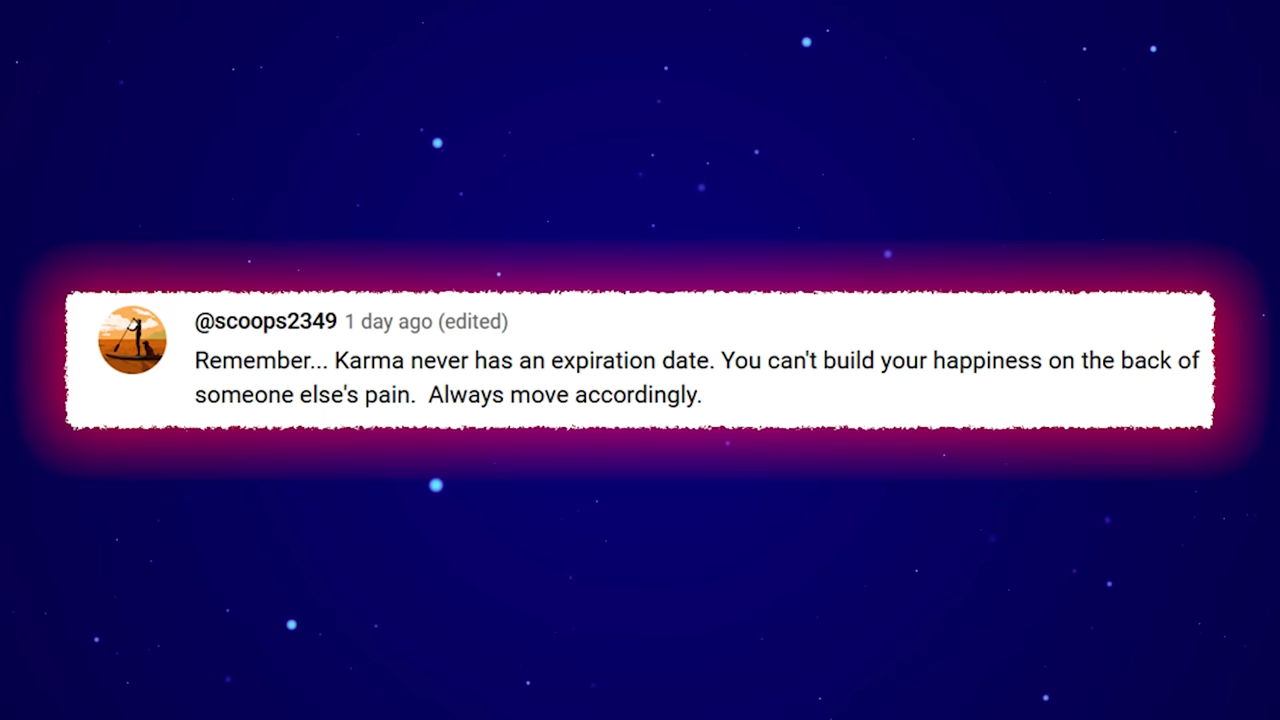 @scoops2349 1 day ago (edited)
Remember... Karma never has an expiration date. You can't build your happiness on the back of
someone else's pain.  Always move accordingly.